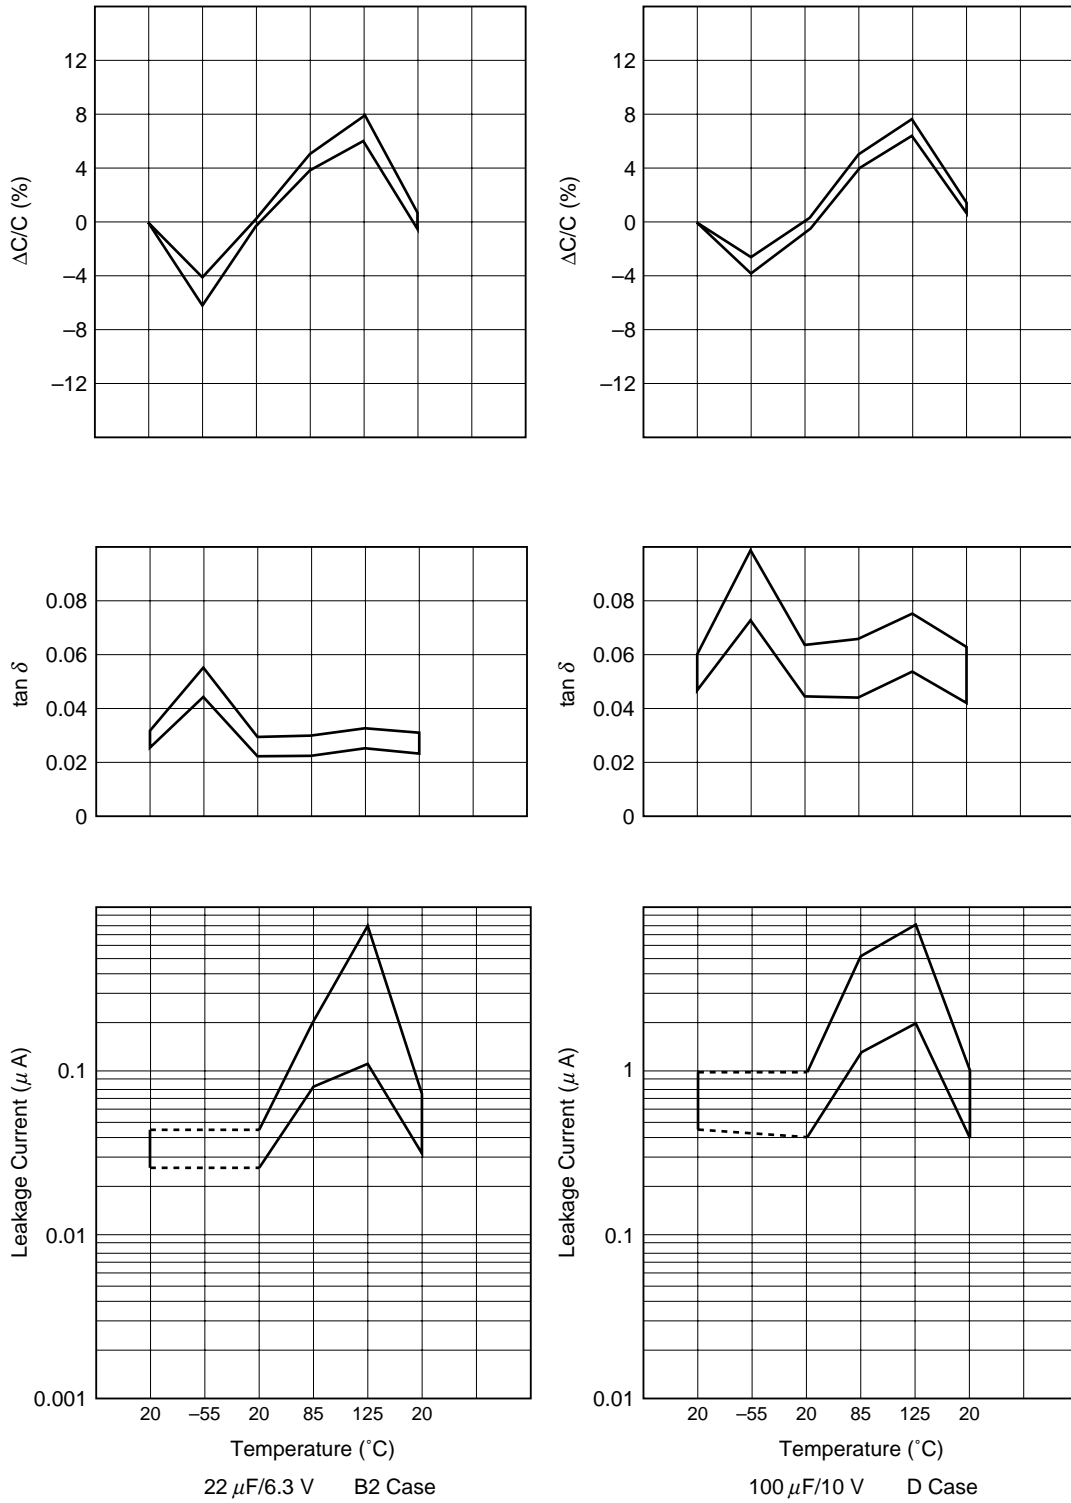 12
8
4
0
–4
–8
–12
ΔC/C (%)
12
8
4
0
–4
–8
–12
ΔC/C (%)
0.08
0.06
0.04
0.02
0
tan δ
0.08
0.06
0.04
0.02
0
tan δ
0.1
0.01
0.001
Leakage Current (μ A)
20 –55 20 85 125 20
Temperature (˚C)
22 μF/6.3 V B2 Case
1
0.1
0.01
Leakage Current (μ A)
20 –55 20 85 125 20
Temperature (˚C)
100 μF/10 V D Case